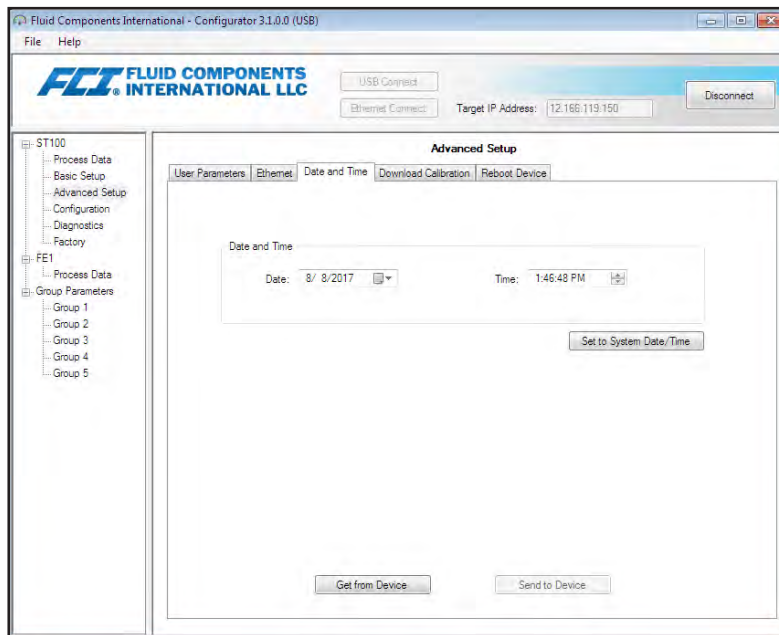 Fluid Components International - Configurator 3.1.0.0 (USB)
File Help
FCI® FLUID COMPONENTS
INTERNATIONAL LLC
USB Connect
Ethernet Connect
Target IP Address: 12.166.119.150
Disconnect
ST100
Process Data
Basic Setup
Advanced Setup
Configuration
Diagnostics
Factory
FE1
Process Data
Group Parameters
Group 1
Group 2
Group 3
Group 4
Group 5
Advanced Setup
User Parameters Ethernet Date and Time Download Calibration Reboot Device
Date and Time
Date: 8/ 8/2017 Time: 1:46:48 PM
Set to System Date/Time
Get from Device Send to Device